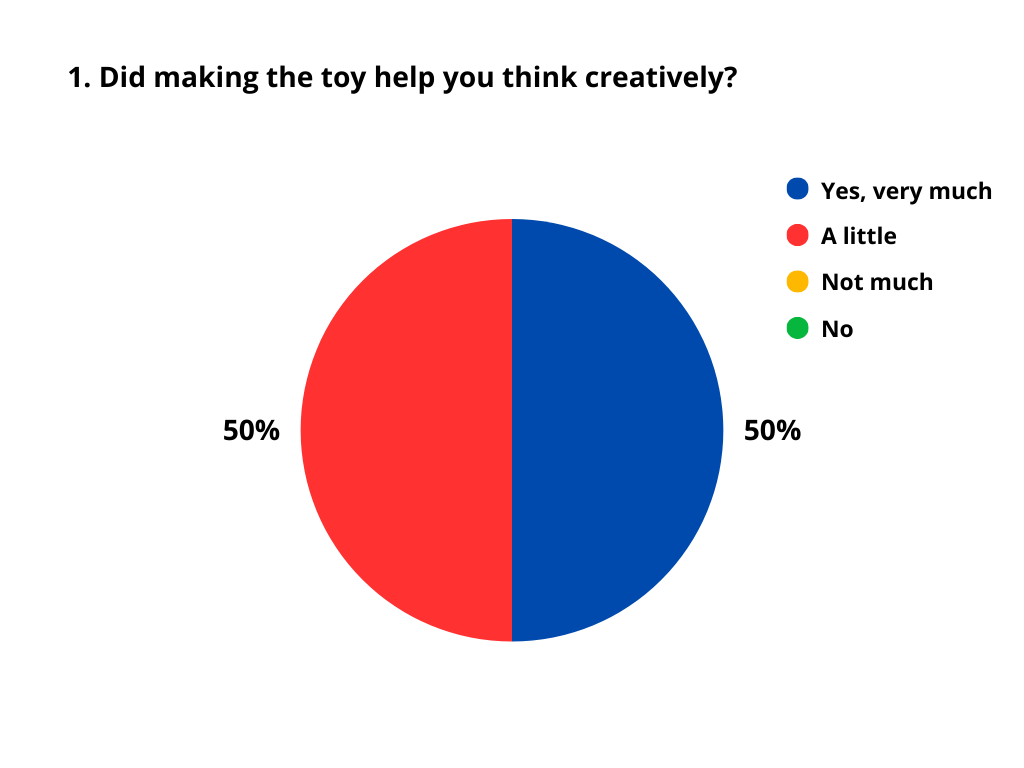 1. Did making the toy help you think creatively?
Yes, very much
A little
Not much
No
50%
50%